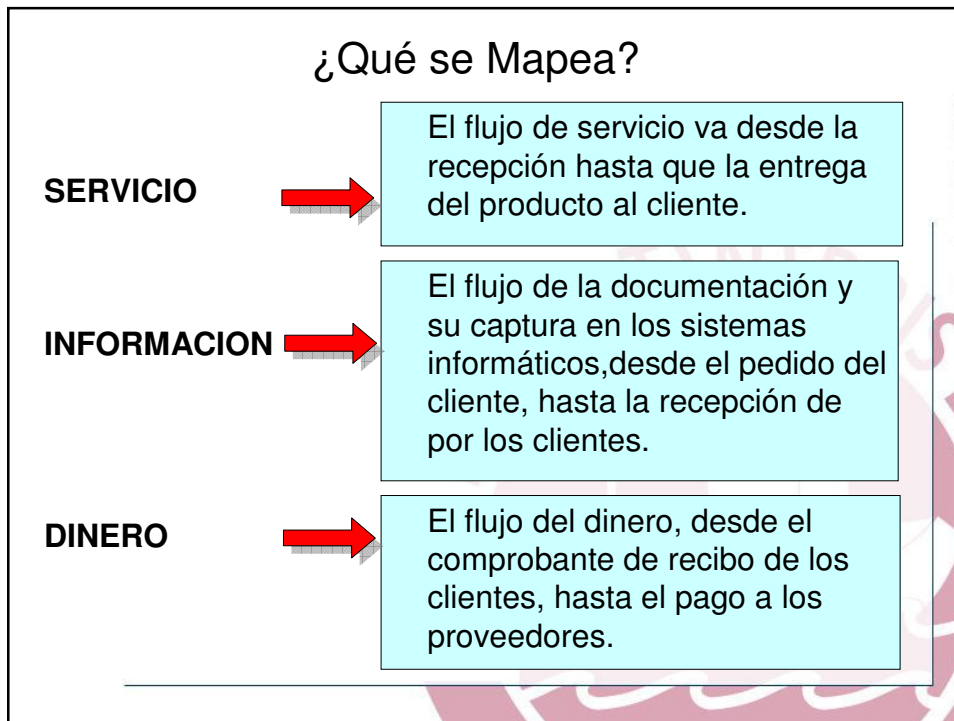 ¿Qué se Mapea?
SERVICIO
El flujo de servicio va desde la
recepción hasta que la entrega
del producto al cliente.
INFORMACION
El flujo de la documentación y
su captura en los sistemas
informáticos,desde el pedido del
cliente, hasta la recepción de
por los clientes.
DINERO
El flujo del dinero, desde el
comprobante de recibo de los
clientes, hasta el pago a los
proveedores.